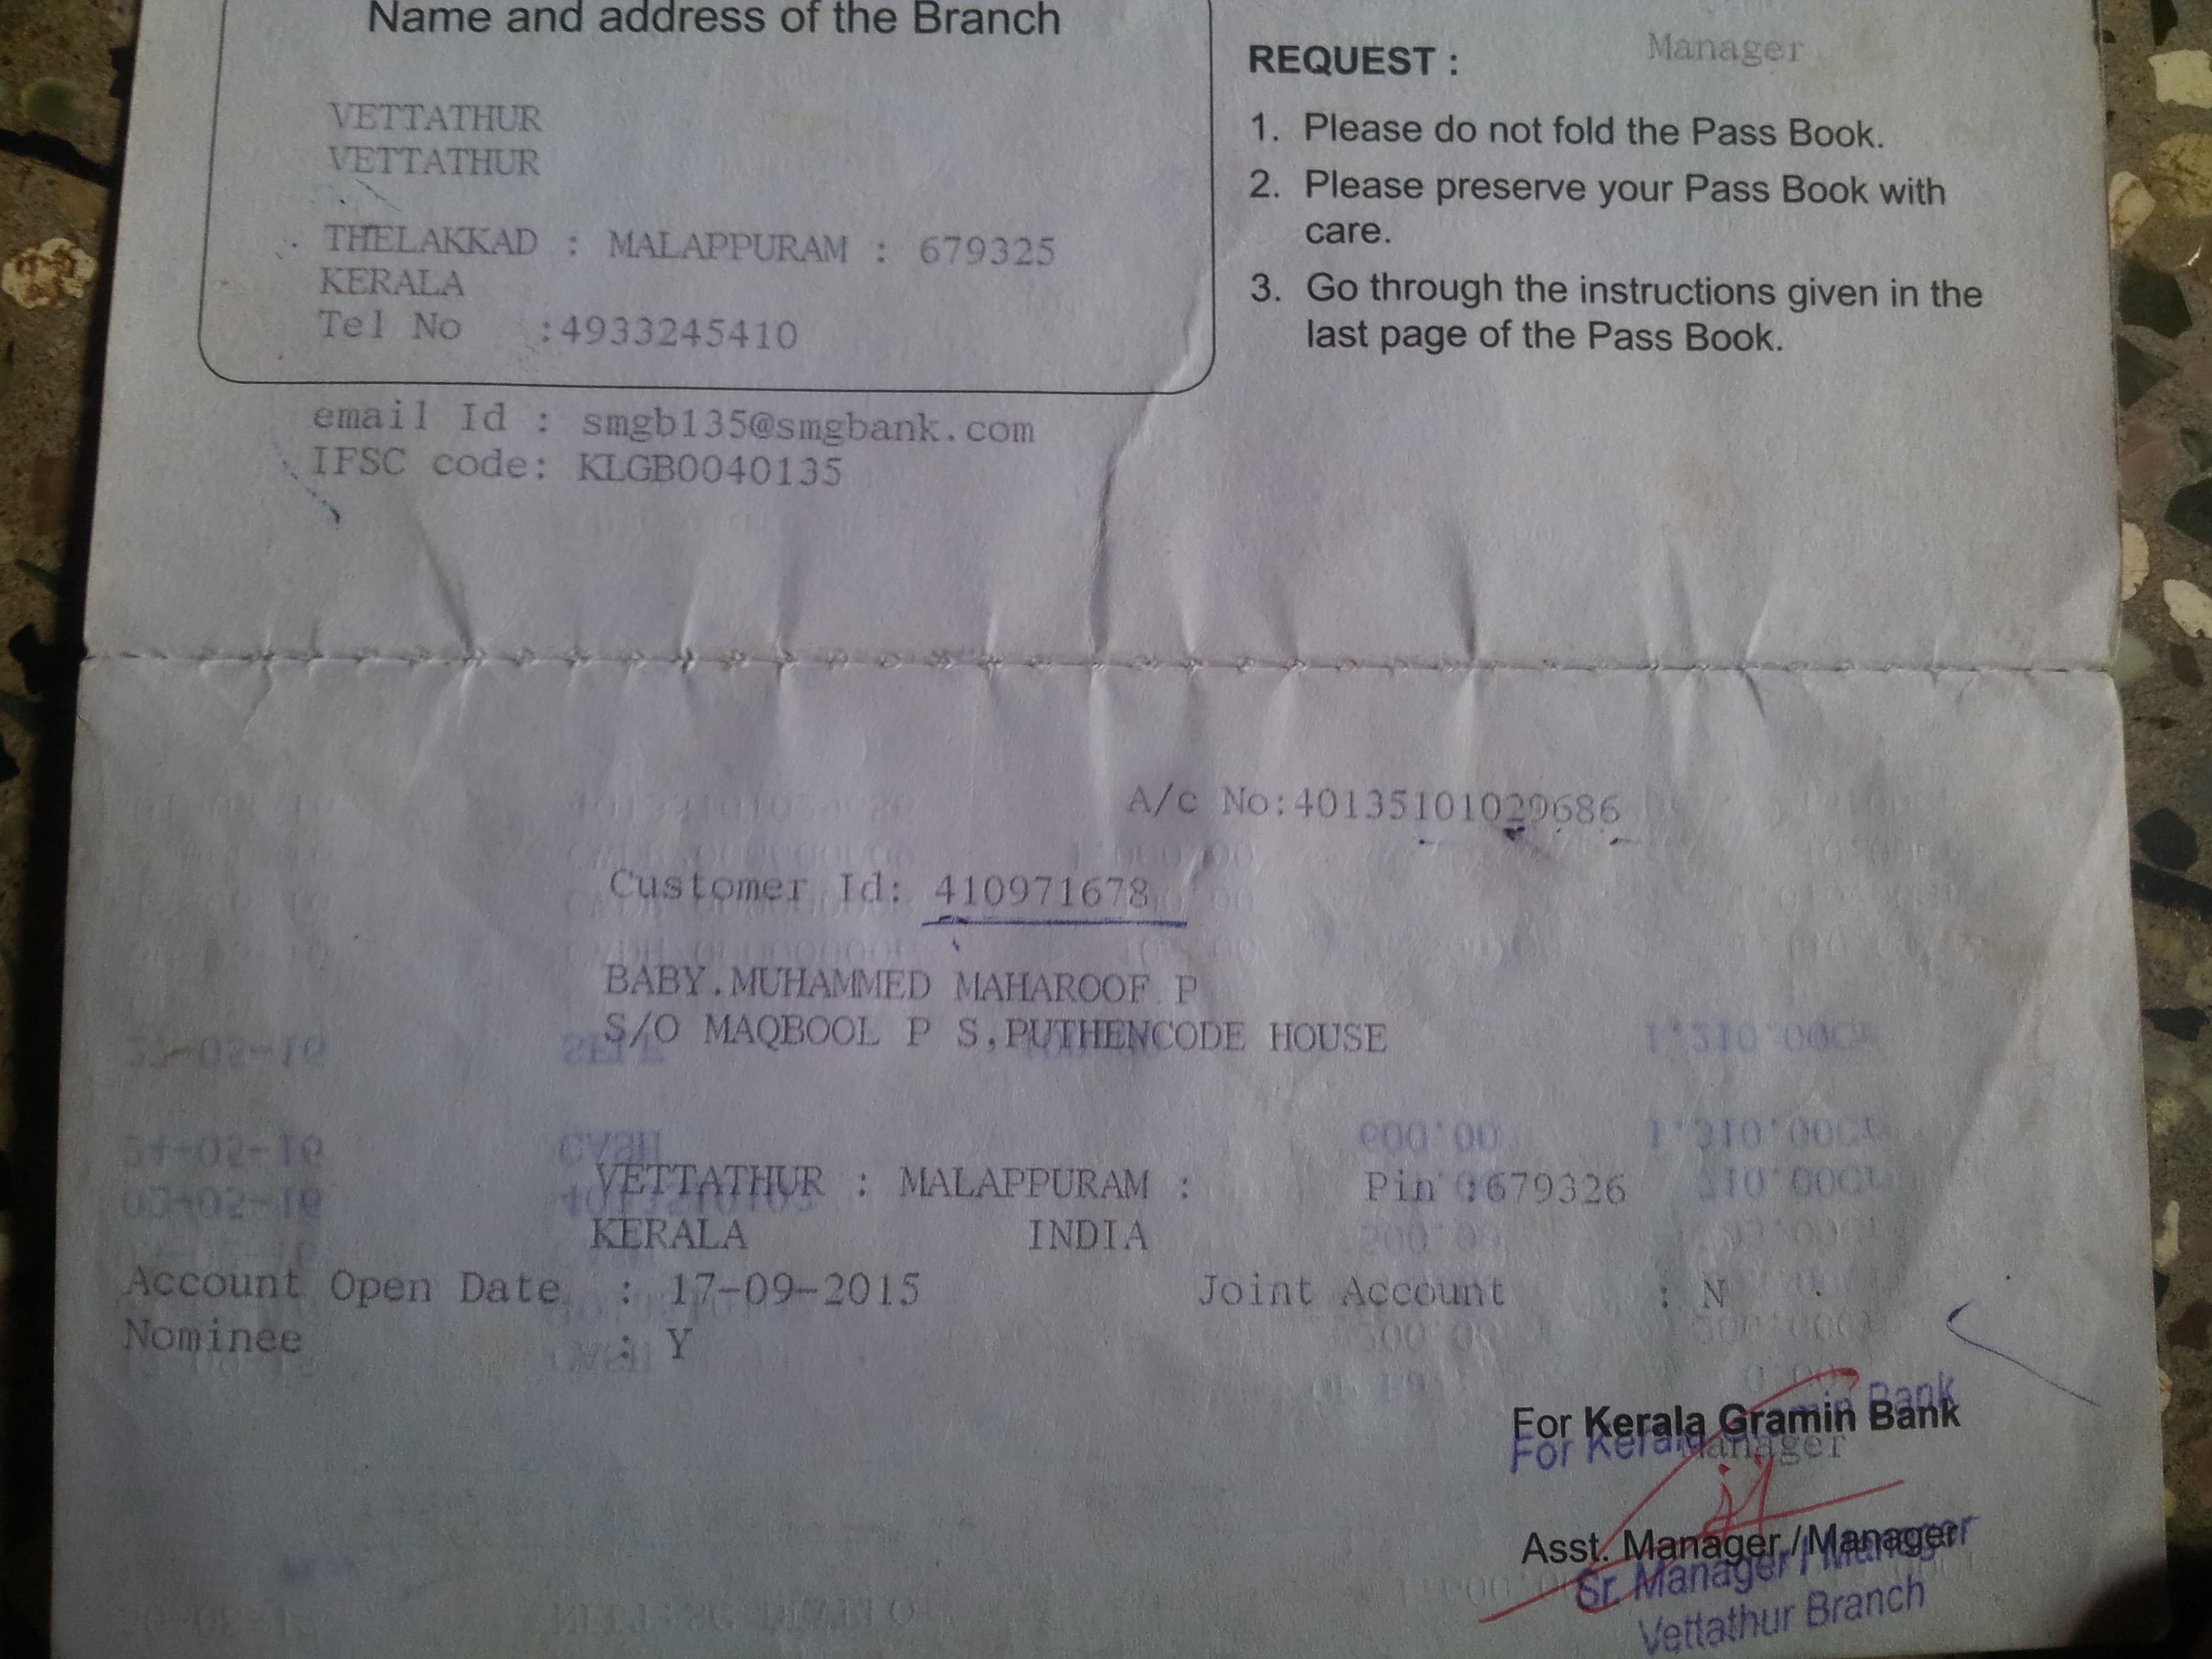 Name and address of the Branch
VETTATHUR
VETTATHUR
THELAKKAD : MALAPPURAM : 679325
KERALA
Tel No :4933245410
email Id : smgb135@smgbank.com
IFSC code: KLGB0040135
Manager
REQUEST :
1. Please do not fold the Pass Book.
2. Please preserve your Pass Book with
care.
3. Go through the instructions given in the
last page of the Pass Book.
A/c No:40135101029686
Customer Id: 410971678
BABY.MUHAMMED MAHAROOF P
S/O MAQBOOL P S,PUTHENCODE HOUSE
VETTATHUR : MALAPPURAM : Pin :679326
KERALA INDIA
Account Open Date : 17-09-2015 Joint Account : N
Nominee : Y
For Kerala Gramin Bank
For Kerala Gramin Bank
Manager
Asst. Manager / Manager
Sr. Manager / Manager
Vettathur Branch